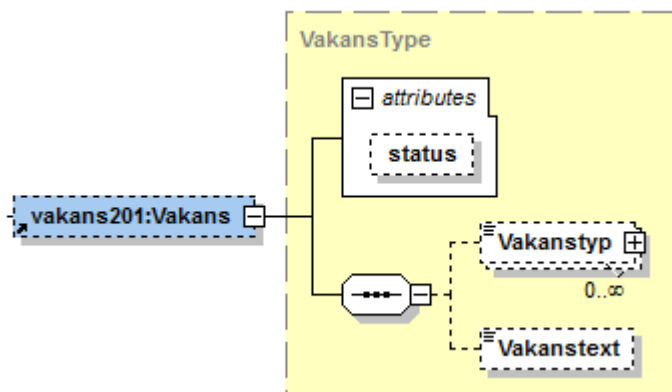 VakansType
attributes
status
vakans201:Vakans
Vakanstyp
0..∞
Vakanstext